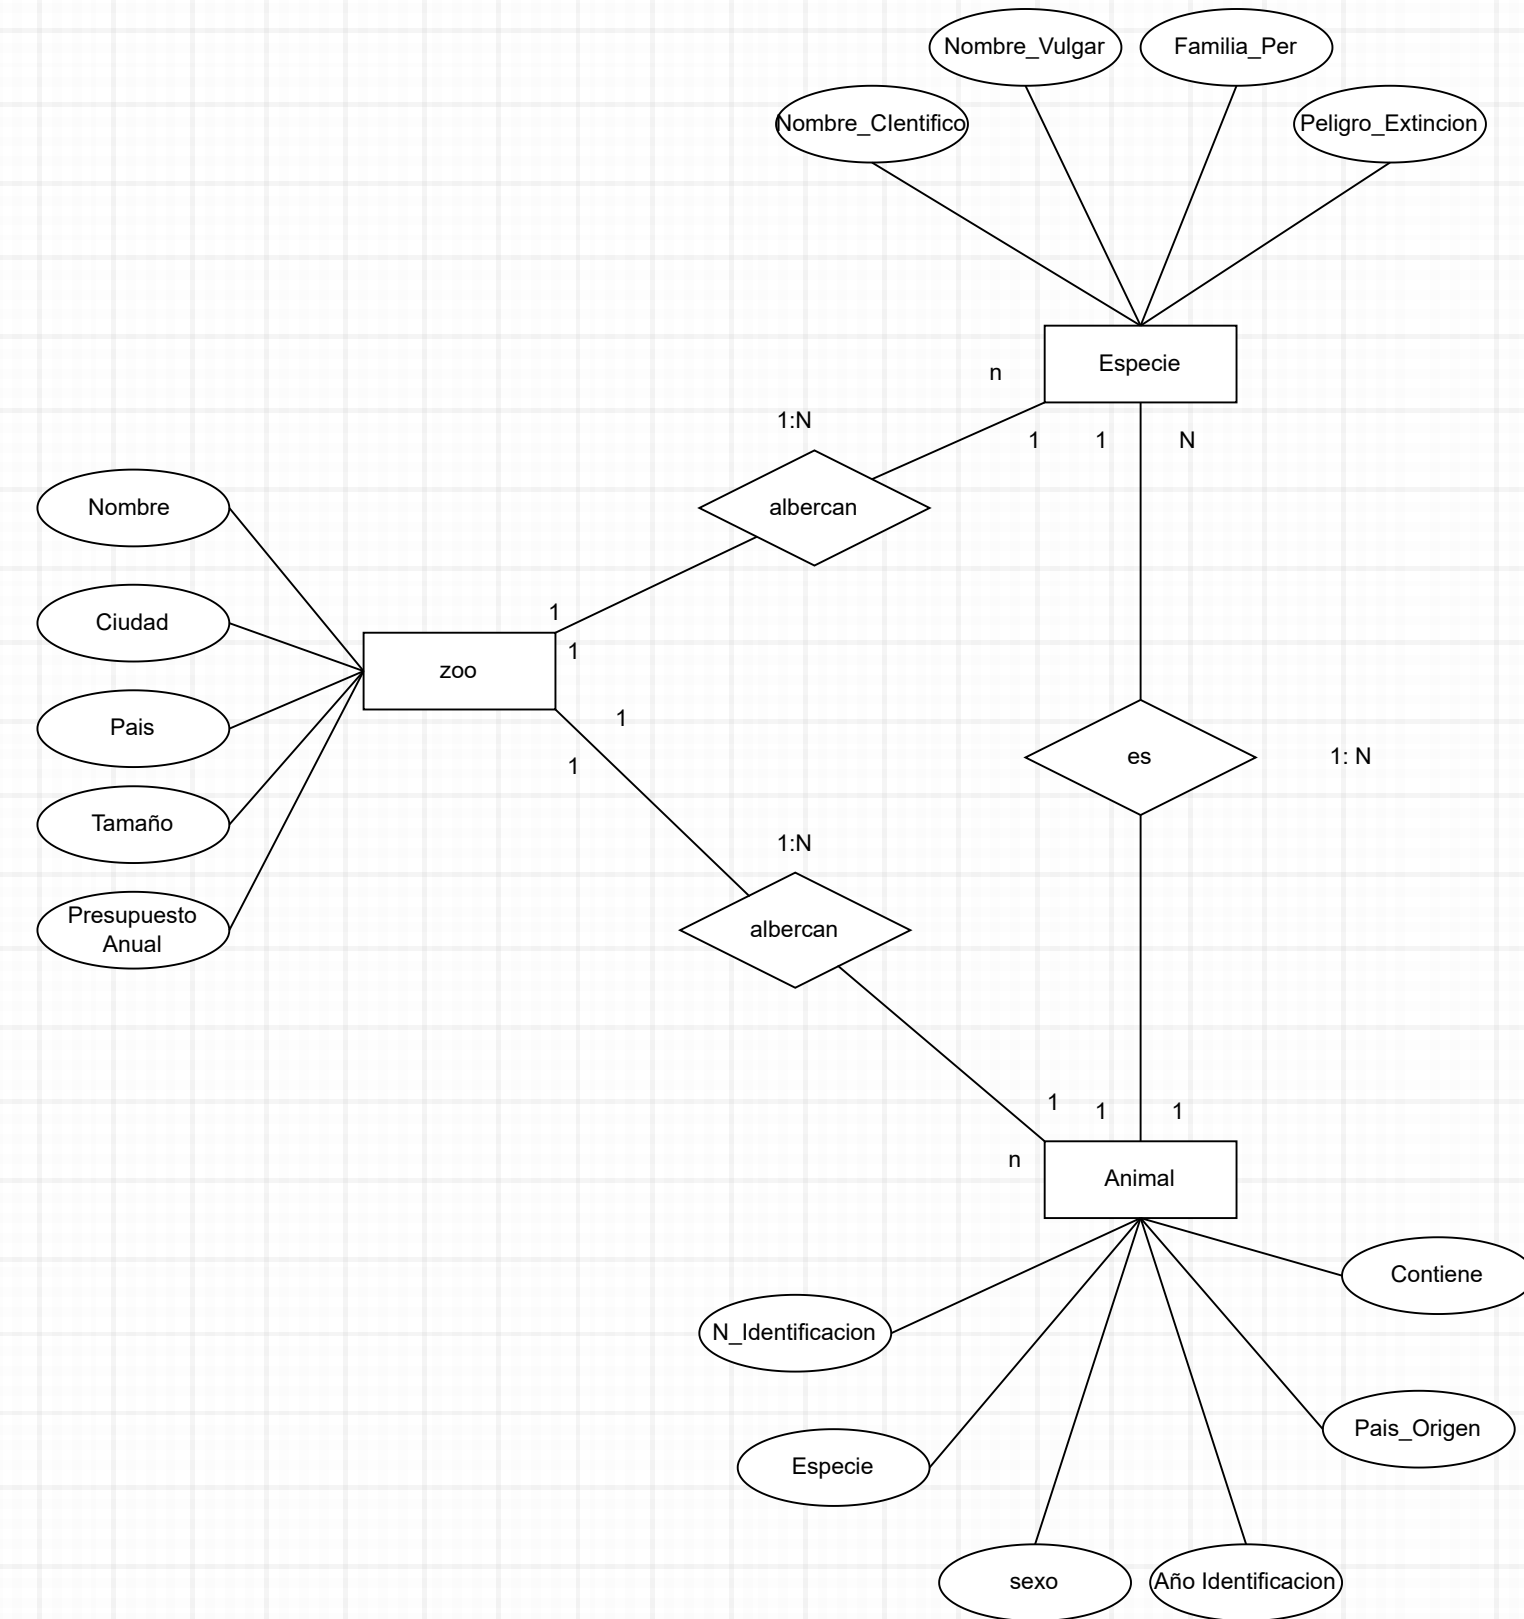 Nombre_Vulgar
Familia_Per
Nombre_CIentifico
Peligro_Extincion
Especie
n
1:N
1
1
N
albercan
Nombre
Ciudad
1
1
zoo
1
Pais
1
es
1: N
Tamaño
1:N
Presupuesto
Anual
albercan
1
1
1
n
Animal
Contiene
N_Identificacion
Pais_Origen
Especie
sexo
Año Identificacion